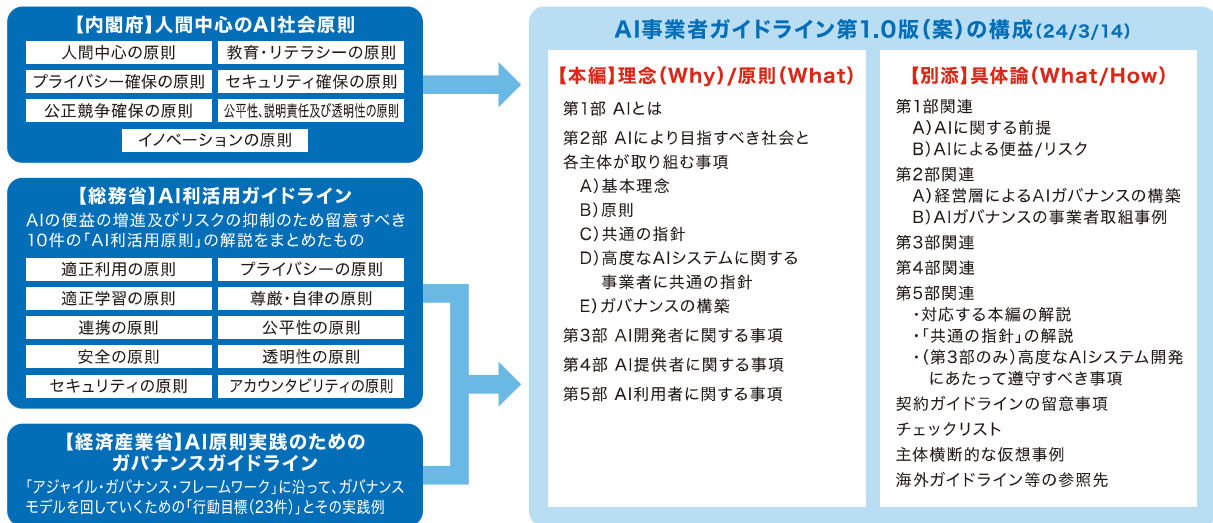 【内閣府】人間中心のAI社会原則
人間中心の原則
教育・リテラシーの原則
プライバシー確保の原則
セキュリティ確保の原則
公正競争確保の原則
公平性、説明責任及び透明性の原則
イノベーションの原則
【総務省】AI利活用ガイドライン
AIの便益の増進及びリスクの抑制のため留意すべき
10件の「AI利活用原則」の解説をまとめたもの
適正利用の原則
プライバシーの原則
適正学習の原則
尊厳・自律の原則
連携の原則
公平性の原則
安全の原則
透明性の原則
セキュリティの原則
アカウンタビリティの原則
【経済産業省】AI原則実践のための
ガバナンスガイドライン
「アジャイル・ガバナンス・フレームワーク」に沿って、ガバナンス
モデルを回していくための「行動目標(23件)」とその実践例
AI事業者ガイドライン第1.0版(案)の構成(24/3/14)
【本編】理念(Why)/原則(What)
第1部 AIとは
第2部 AIにより目指すべき社会と
各主体が取り組む事項
A)基本理念
B)原則
C)共通の指針
D)高度なAIシステムに関する
事業者に共通の指針
E)ガバナンスの構築
第3部 AI開発者に関する事項
第4部 AI提供者に関する事項
第5部 AI利用者に関する事項
【別添】具体論(What/How)
第1部関連
A)AIに関する前提
B)AIによる便益/リスク
第2部関連
A)経営層によるAIガバナンスの構築
B)AIガバナンスの事業者取組事例
第3部関連
第4部関連
第5部関連
・対応する本編の解説
・「共通の指針」の解説
・(第3部のみ)高度なAIシステム開発
にあたって遵守すべき事項
契約ガイドラインの留意事項
チェックリスト
主体横断的な仮想事例
海外ガイドライン等の参照先